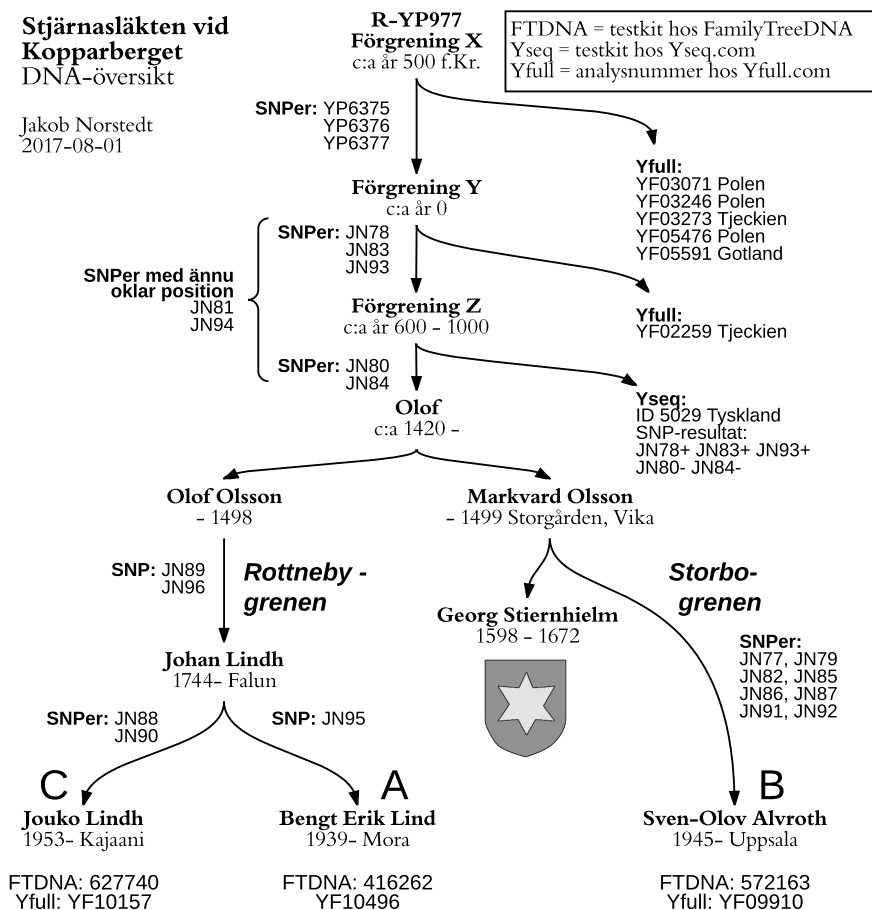 Stjärnasläkten vid
Kopparberget
DNA-översikt
Jakob Norstedt
2017-08-01
R-YP977
Förgrening X
c:a år 500 f.Kr.
FTDNA = testkit hos FamilyTreeDNA
Yseq = testkit hos Yseq.com
Yfull = analysnummer hos Yfull.com
SNPer: YP6375
YP6376
YP6377
Yfull:
YF03071 Polen
YF03246 Polen
YF03273 Tjeckien
YF05476 Polen
YF05591 Gotland
Förgrening Y
c:a år 0
SNPer: JN78
JN83
JN93
SNPer med ännu
oklar position
JN81
JN94
Yfull:
YF02259 Tjeckien
Förgrening Z
c:a år 600 - 1000
SNPer: JN80
JN84
Yseq:
ID 5029 Tyskland
SNP-resultat:
JN78+ JN83+ JN93+
JN80- JN84-
Olof
c:a 1420 -
Olof Olsson
- 1498
Markvard Olsson
- 1499 Storgården, Vika
SNP: JN89
JN96
Rottneby -
grenen
Storbo-
grenen
Georg Stiernhielm
1598 - 1672
SNPer:
JN77, JN79
JN82, JN85
JN86, JN87
JN91, JN92
Johan Lindh
1744- Falun
SNPer: JN88
JN90
SNP: JN95
C
Jouko Lindh
1953- Kajaani
FTDNA: 627740
Yfull: YF10157
A
Bengt Erik Lind
1939- Mora
FTDNA: 416262
YF10496
B
Sven-Olov Alvroth
1945- Uppsala
FTDNA: 572163
Yfull: YF09910